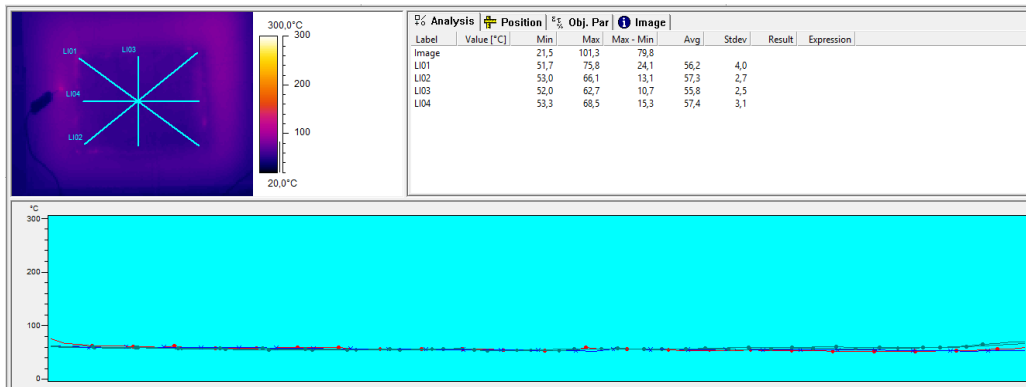 LI01
LI03
LI04
LI02
300,0°C
300
200
100
20,0°C
Analysis Position Obj. Par Image
Label Value [°C] Min Max Max - Min Avg Stdev Result Expression
Image 21,5 101,3 79,8
LI01 51,7 75,8 24,1 56,2 4,0
LI02 53,0 66,1 13,1 57,3 2,7
LI03 52,0 62,7 10,7 55,8 2,5
LI04 53,3 68,5 15,3 57,4 3,1
°C
300
200
100
0